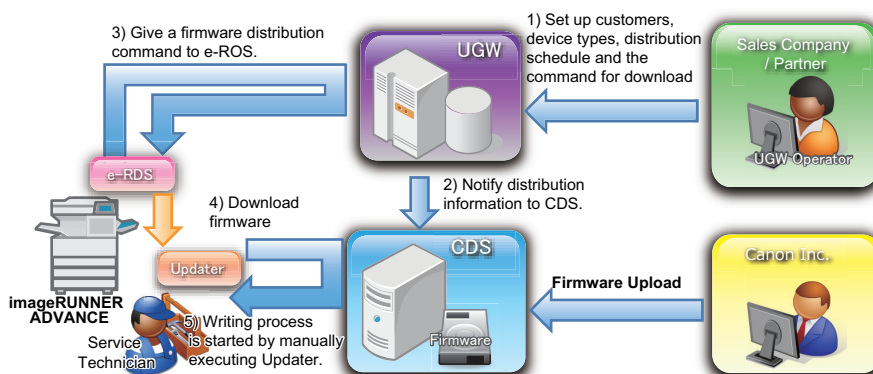 3) Give a firmware distribution
command to e-ROS.
UGW
1) Set up customers,
device types, distribution
schedule and the
command for download
Sales Company
/ Partner
UGW Operator
e-RDS
2) Notify distribution
information to CDS.
4) Download
firmware
Updater
CDS
Firmware
Firmware Upload
Canon Inc.
imageRUNNER
ADVANCE
Service
Technician
5) Writing process
is started by manually
executing Updater.